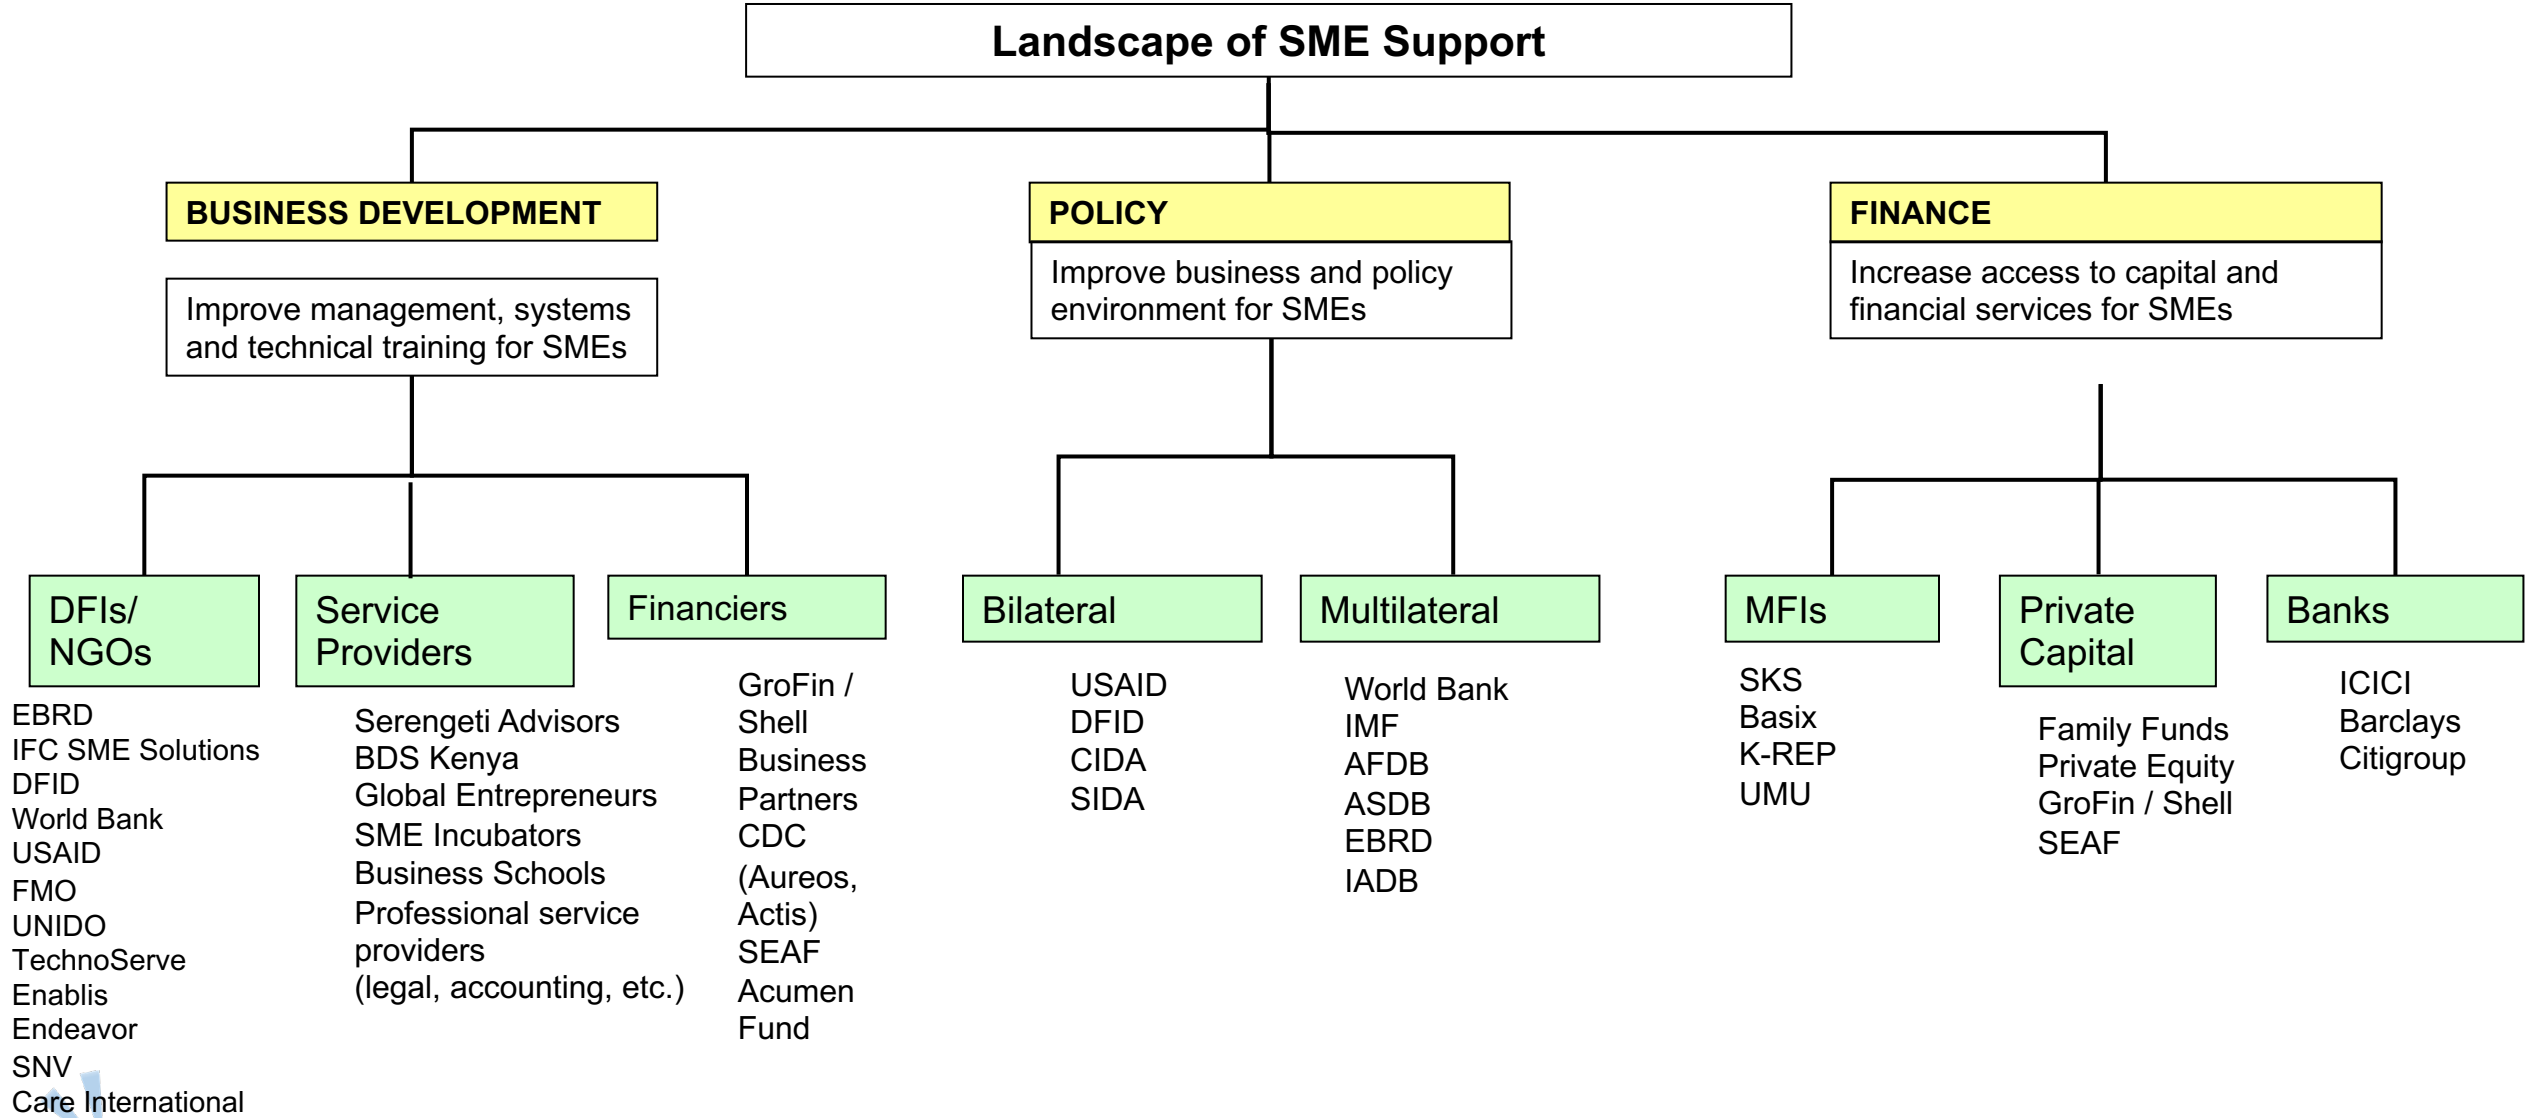 Landscape of SME Support
BUSINESS DEVELOPMENT
Improve management, systems
and technical training for SMEs
DFIs/
NGOs
EBRD
IFC SME Solutions
DFID
World Bank
USAID
FMO
UNIDO
TechnoServe
Enablis
Endeavor
SNV
Care International
Service
Providers
Serengeti Advisors
BDS Kenya
Global Entrepreneurs
SME Incubators
Business Schools
Professional service
providers
(legal, accounting, etc.)
Financiers
GroFin /
Shell
Business
Partners
CDC
(Aureos,
Actis)
SEAF
Acumen
Fund
POLICY
Improve business and policy
environment for SMEs
Bilateral
USAID
DFID
CIDA
SIDA
Multilateral
World Bank
IMF
AFDB
ASDB
EBRD
IADB
FINANCE
Increase access to capital and
financial services for SMEs
MFIs
SKS
Basix
K-REP
UMU
Private
Capital
Family Funds
Private Equity
GroFin / Shell
SEAF
Banks
ICICI
Barclays
Citigroup